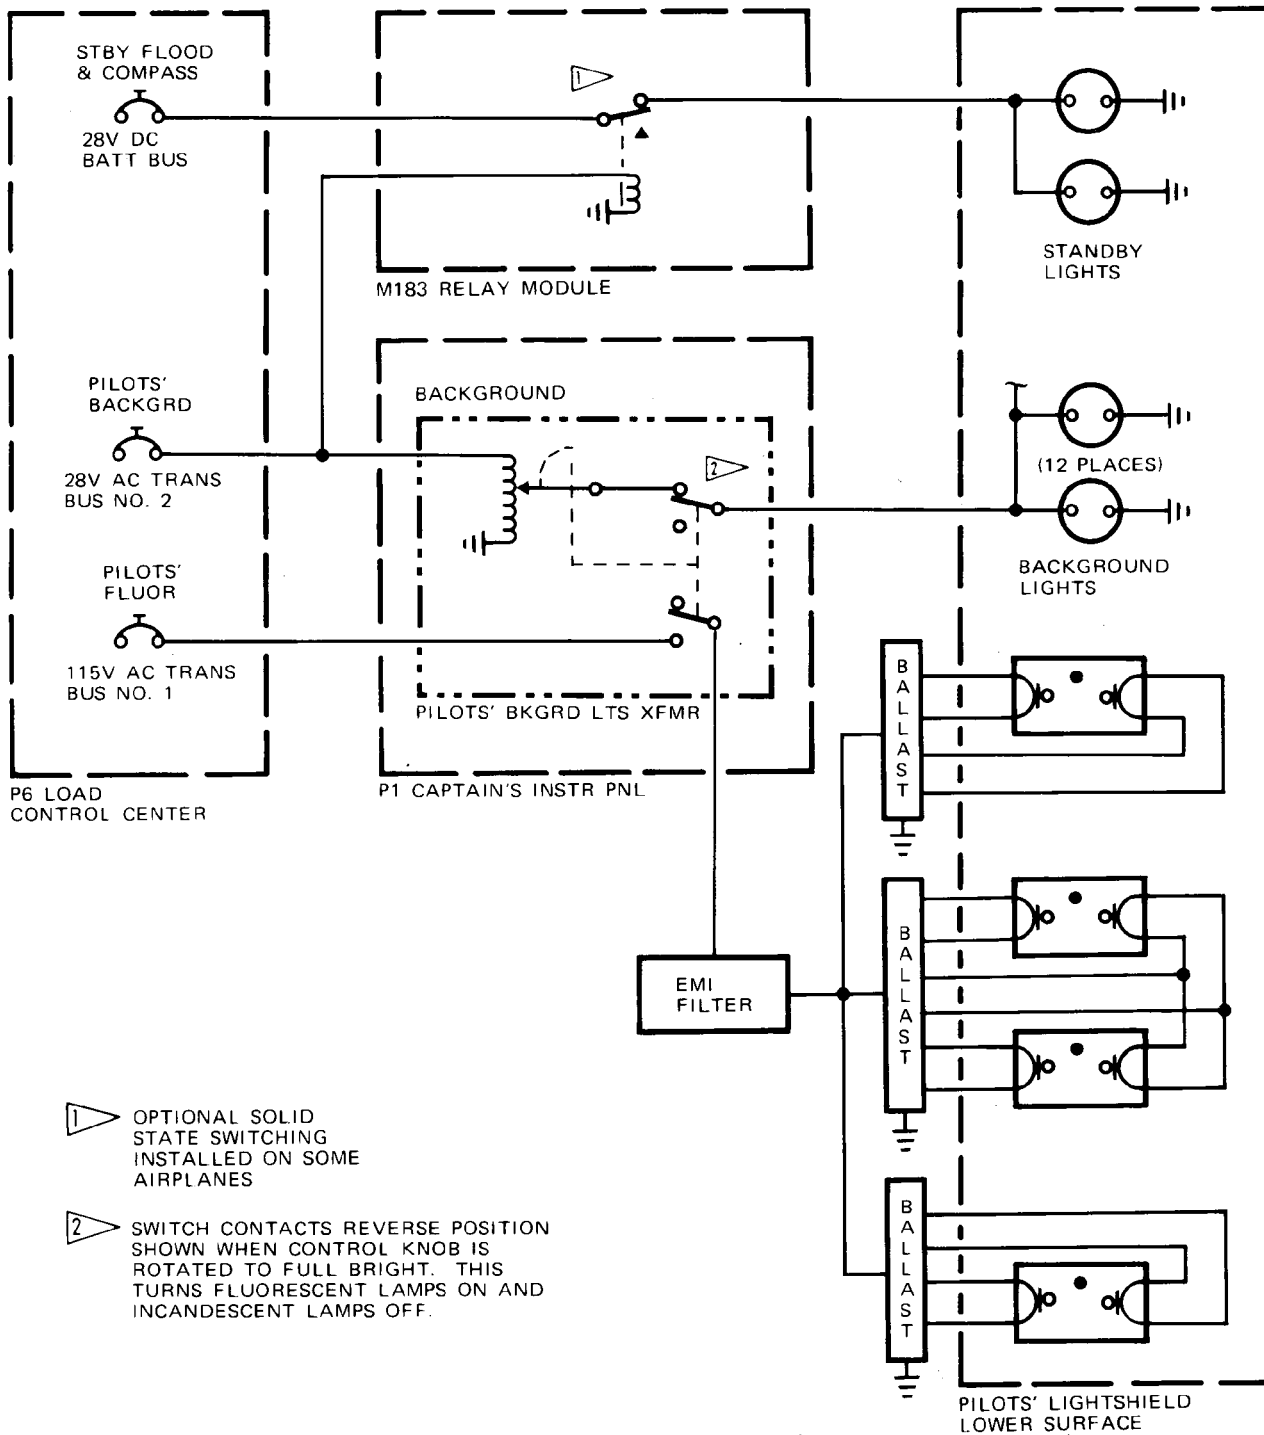 STBY FLOOD
& COMPASS
28V DC
BATT BUS
1
M183 RELAY MODULE
STANDBY
LIGHTS
PILOTS'
BACKGRD
28V AC TRANS
BUS NO. 2
BACKGROUND
2
(12 PLACES)
BACKGROUND
LIGHTS
PILOTS'
FLUOR
115V AC TRANS
BUS NO. 1
PILOTS' BKGRD LTS XFMR
P1 CAPTAIN'S INSTR PNL
P6 LOAD
CONTROL CENTER
BALLAST
EMI
FILTER
BALLAST
BALLAST
1
OPTIONAL SOLID
STATE SWITCHING
INSTALLED ON SOME
AIRPLANES
2
SWITCH CONTACTS REVERSE POSITION
SHOWN WHEN CONTROL KNOB IS
ROTATED TO FULL BRIGHT. THIS
TURNS FLUORESCENT LAMPS ON AND
INCANDESCENT LAMPS OFF.
PILOTS' LIGHTSHIELD
LOWER SURFACE